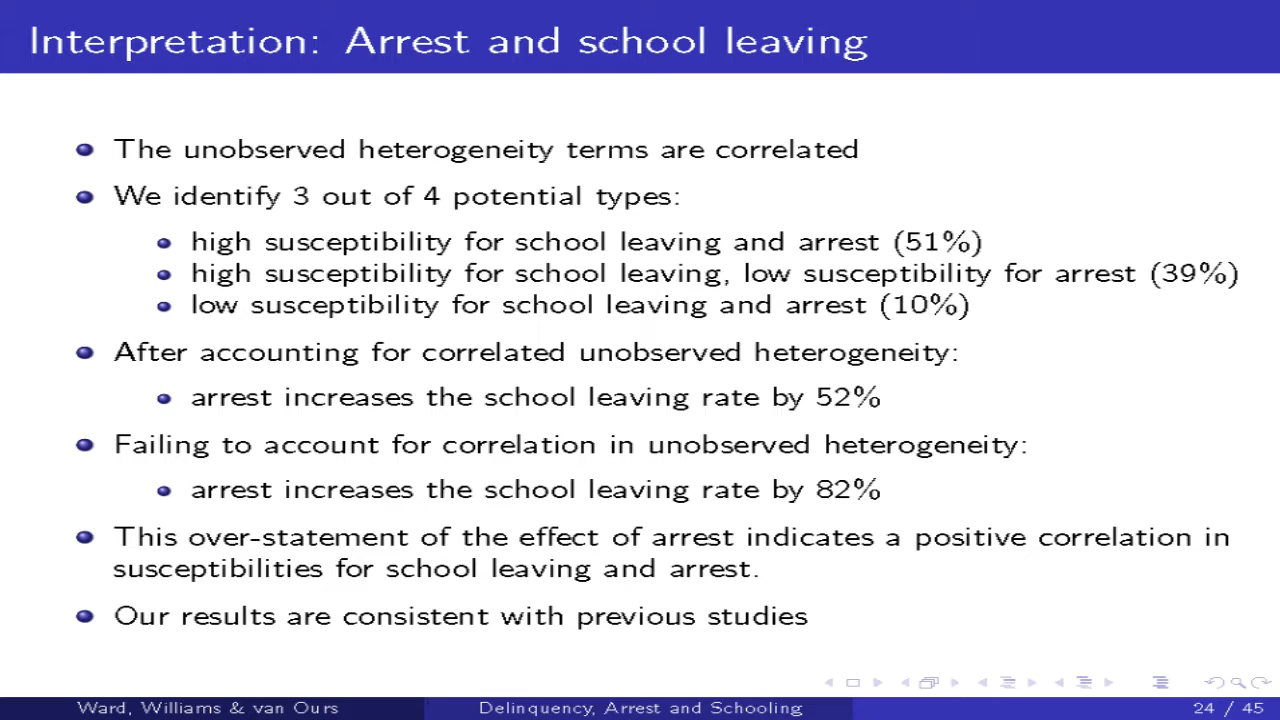 Interpretation: Arrest and school leaving
The unobserved heterogeneity terms are correlated
We identify 3 out of 4 potential types:
high susceptibility for school leaving and arrest (51%)
high susceptibility for school leaving, low susceptibility for arrest (39%)
low susceptibility for school leaving and arrest (10%)
After accounting for correlated unobserved heterogeneity:
arrest increases the school leaving rate by 52%
Failing to account for correlation in unobserved heterogeneity:
arrest increases the school leaving rate by 82%
This over-statement of the effect of arrest indicates a positive correlation in
susceptibilities for school leaving and arrest.
Our results are consistent with previous studies
Ward, Williams & van Ours
Delinquency, Arrest and Schooling
24 / 45